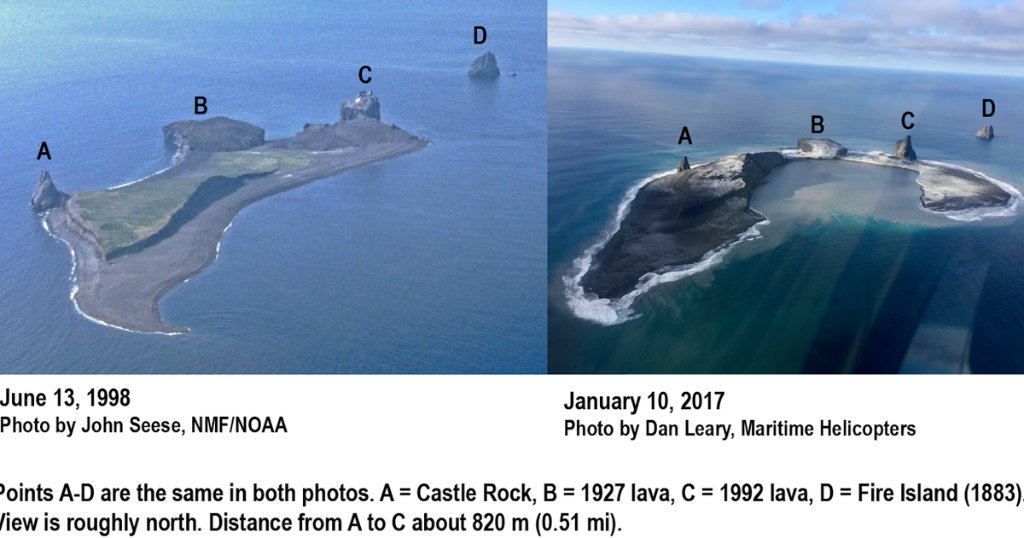 A
B
C
D
A
B
C
D
June 13, 1998
Photo by John Seese, NMF/NOAA
January 10, 2017
Photo by Dan Leary, Maritime Helicopters
Points A-D are the same in both photos. A = Castle Rock, B = 1927 lava, C = 1992 lava, D = Fire Island (1883).
View is roughly north. Distance from A to C about 820 m (0.51 mi).